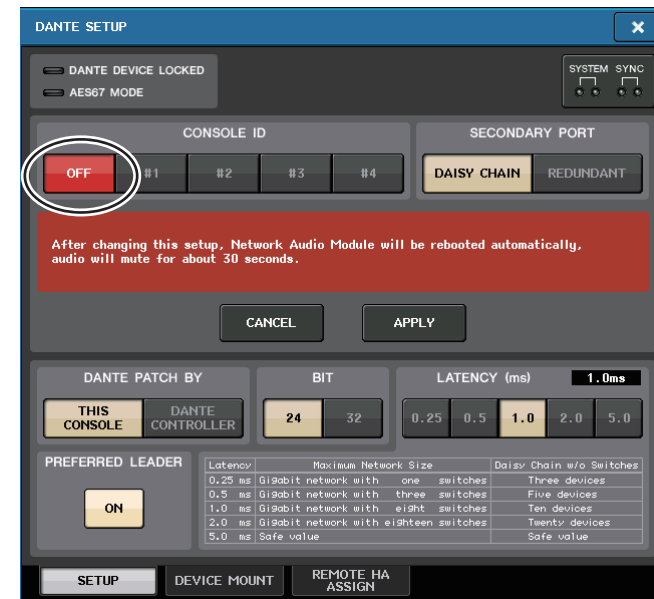 DANTE SETUP
DANTE DEVICE LOCKED
AES67 MODE
SYSTEM SYNC
CONSOLE ID
OFF #1 #2 #3 #4
SECONDARY PORT
DAISY CHAIN REDUNDANT
After changing this setup, Network Audio Module will be rebooted automatically,
audio will mute for about 30 seconds.
CANCEL APPLY
DANTE PATCH BY
THIS CONSOLE DANTE CONTROLLER
BIT
24 32
LATENCY (ms) 1.0ms
0.25 0.5 1.0 2.0 5.0
PREFERRED LEADER
ON
Latency Maximum Network Size Daisy Chain w/o Switches
0.25 ms Gigabit network with one switches Three devices
0.5 ms Gigabit network with three switches Five devices
1.0 ms Gigabit network with eight switches Ten devices
2.0 ms Gigabit network with eighteen switches Twenty devices
5.0 ms Safe value Safe value
SETUP DEVICE MOUNT REMOTE HA ASSIGN